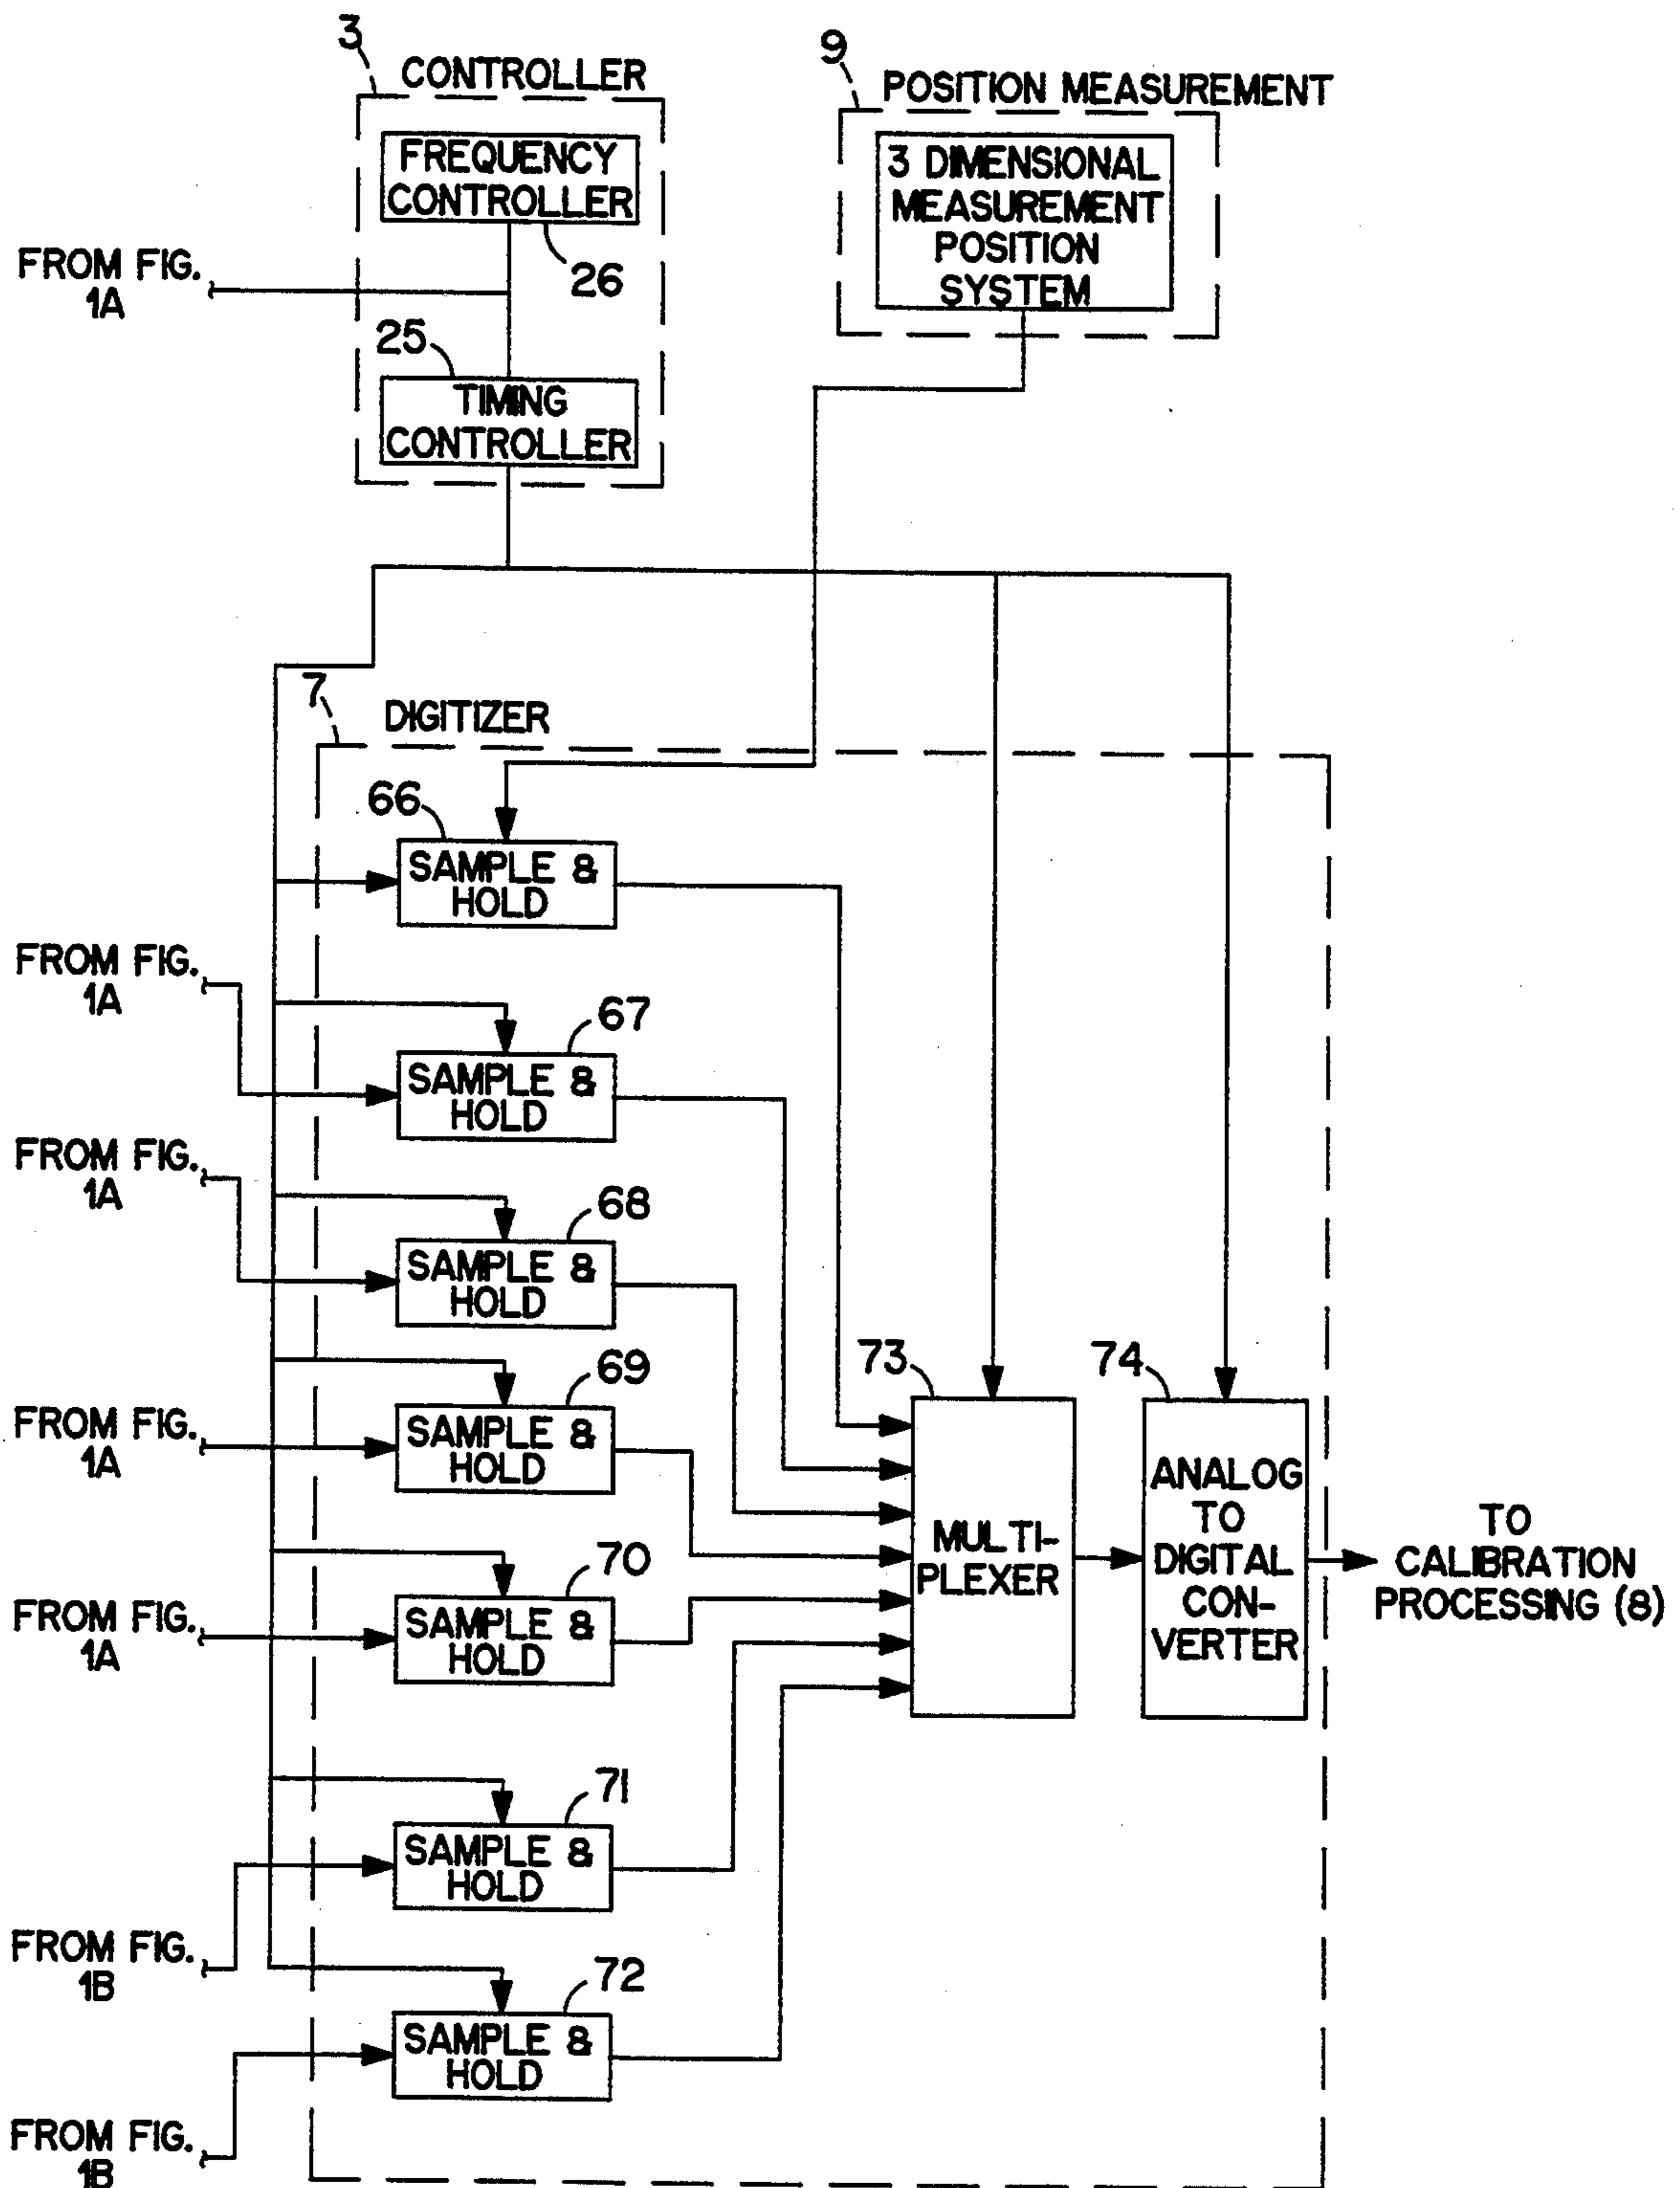 3
CONTROLLER
FREQUENCY
CONTROLLER
26
FROM FIG.
1A
25
TIMING
CONTROLLER
9
POSITION MEASUREMENT
3 DIMENSIONAL
MEASUREMENT
POSITION
SYSTEM
7
DIGITIZER
66
SAMPLE &
HOLD
FROM FIG.
1A
67
SAMPLE &
HOLD
FROM FIG.
1A
68
SAMPLE &
HOLD
FROM FIG.
1A
69
SAMPLE &
HOLD
FROM FIG.
1A
70
SAMPLE &
HOLD
FROM FIG.
1B
71
SAMPLE &
HOLD
FROM FIG.
1B
72
SAMPLE &
HOLD
73
MULTI-
PLEXER
74
ANALOG
TO
DIGITAL
CON-
VERTER
TO
CALIBRATION
PROCESSING (8)